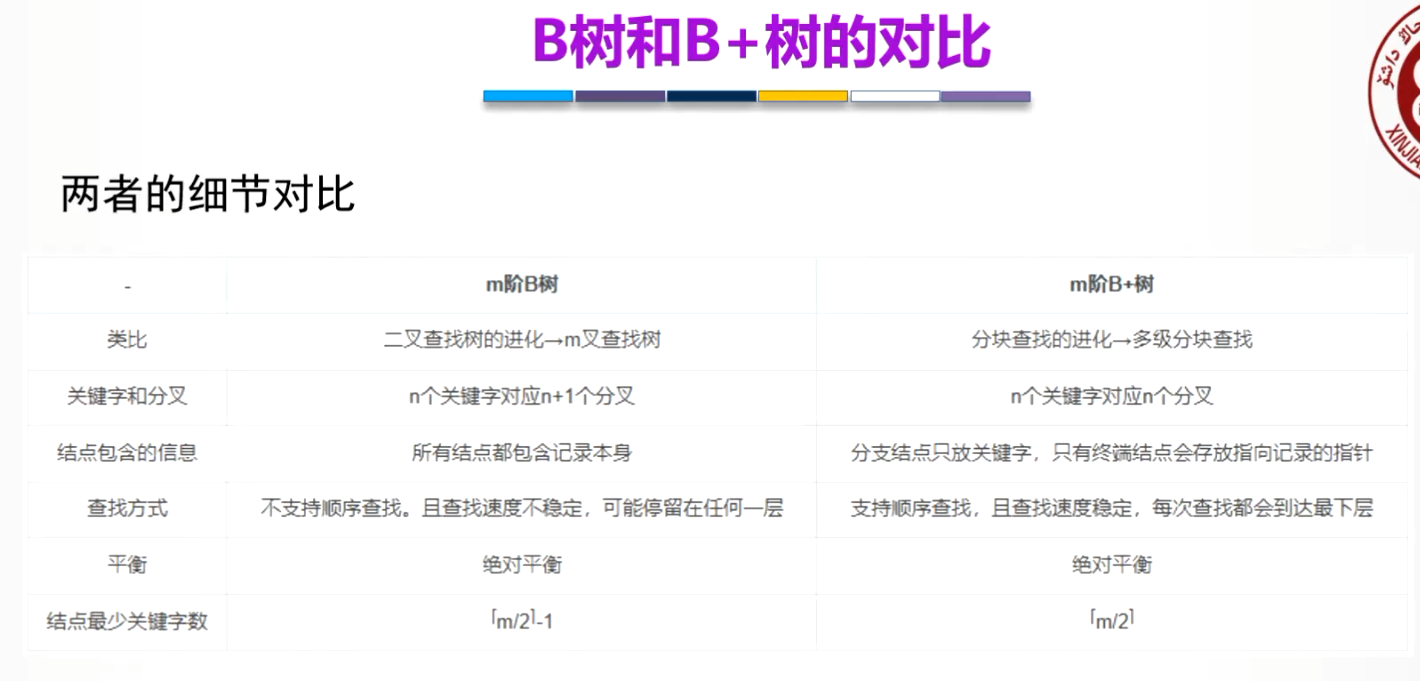 B树和B+树的对比
两者的细节对比
- m阶B树 m阶B+树
类比 二叉查找树的进化→m叉查找树 分块查找的进化→多级分块查找
关键字和分叉 n个关键字对应n+1个分叉 n个关键字对应n个分叉
结点包含的信息 所有结点都包含记录本身 分支结点只放关键字，只有终端结点会存放指向记录的指针
查找方式 不支持顺序查找。且查找速度不稳定，可能停留在任何一层 支持顺序查找，且查找速度稳定，每次查找都会到达最下层
平衡 绝对平衡 绝对平衡
结点最少关键字数 ⌈m/2⌉-1 ⌈m/2⌉